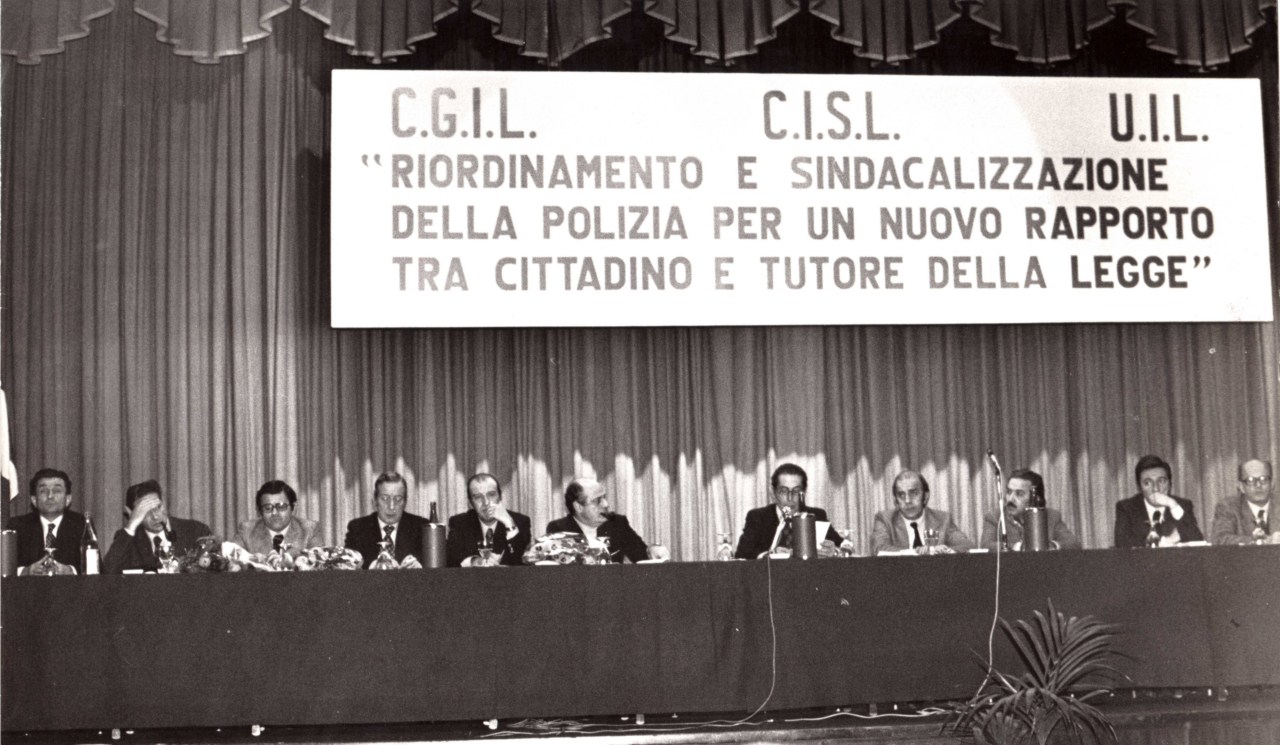 C.G.I.L. C.I.S.L. U.I.L.
“RIORDINAMENTO E SINDACALIZZAZIONE
DELLA POLIZIA PER UN NUOVO RAPPORTO
TRA CITTADINO E TUTORE DELLA LEGGE”